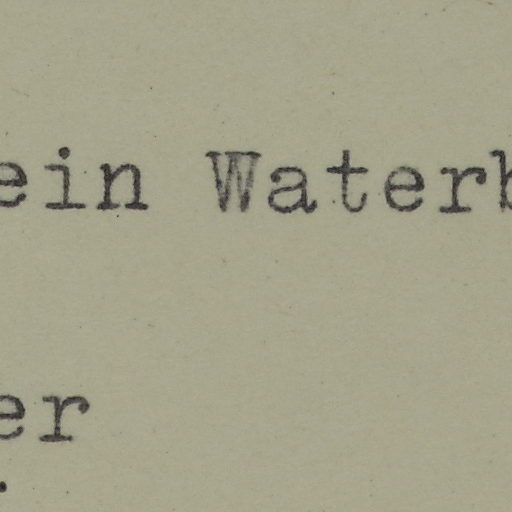 ein Waterb
er
.